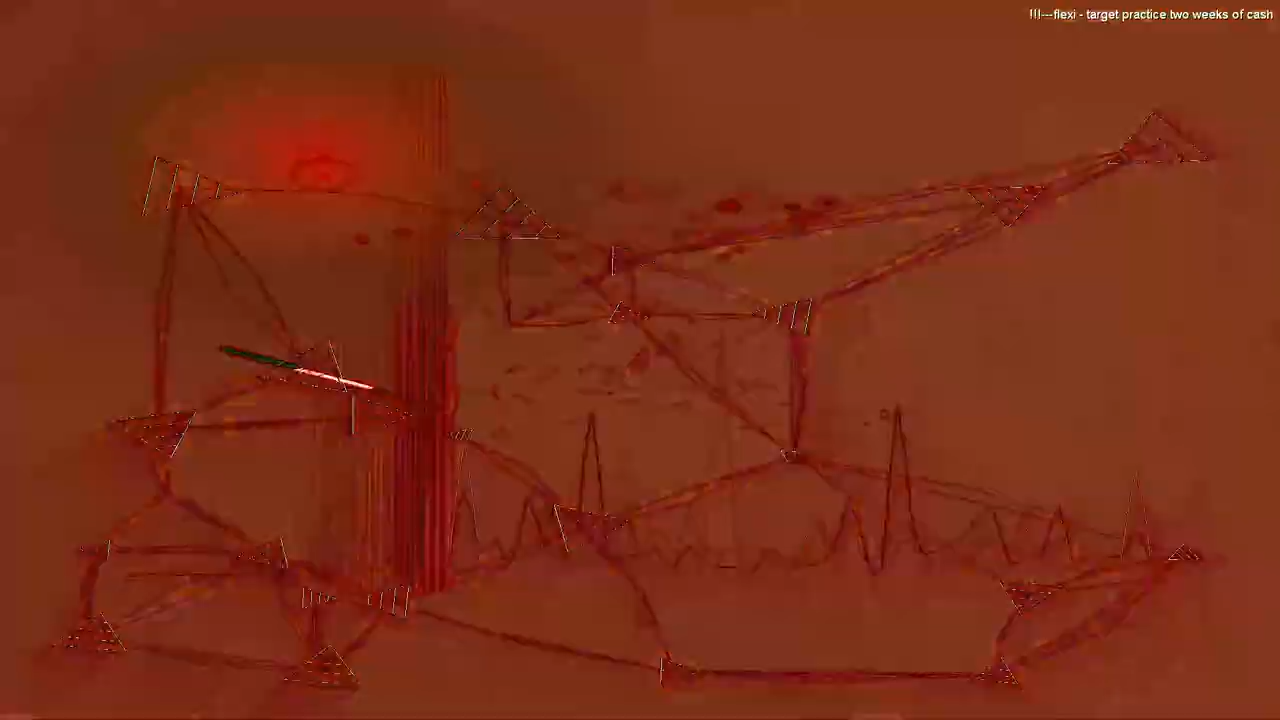 !!!---flexi - target practice two weeks of cash